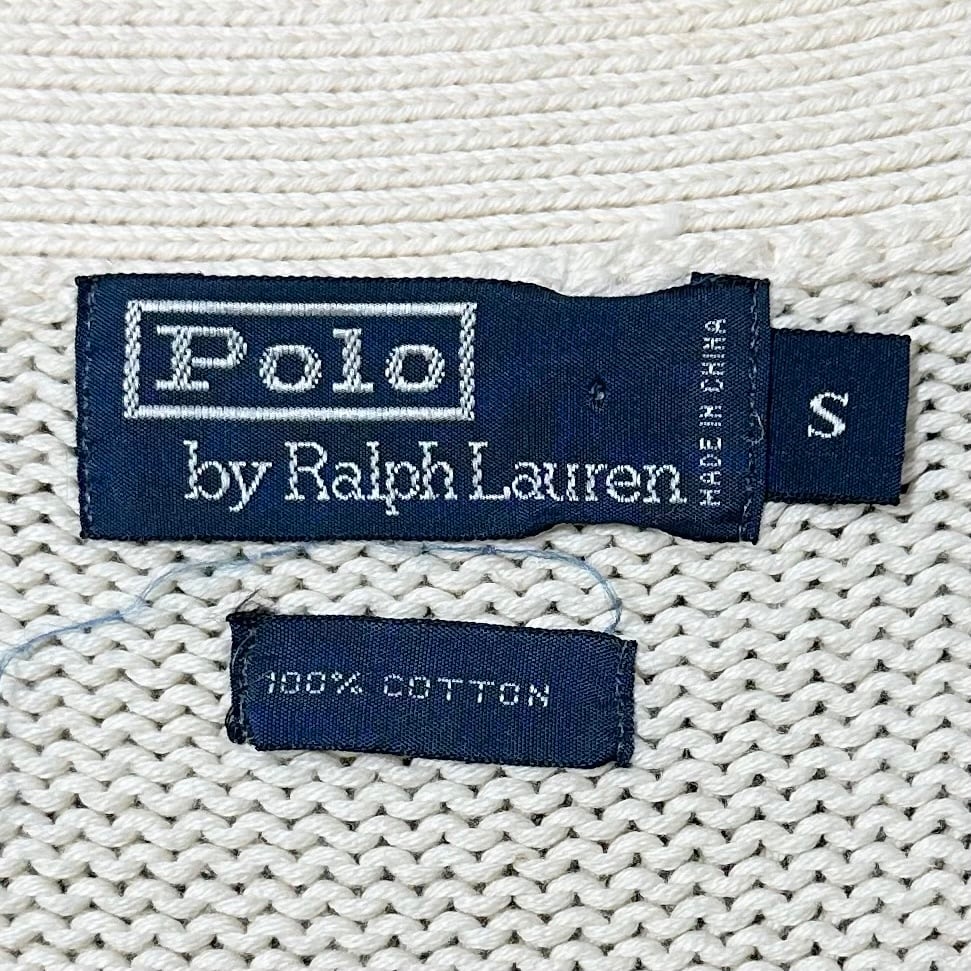 Polo
by Ralph Lauren
MADE IN CHINA
S
100% COTTON